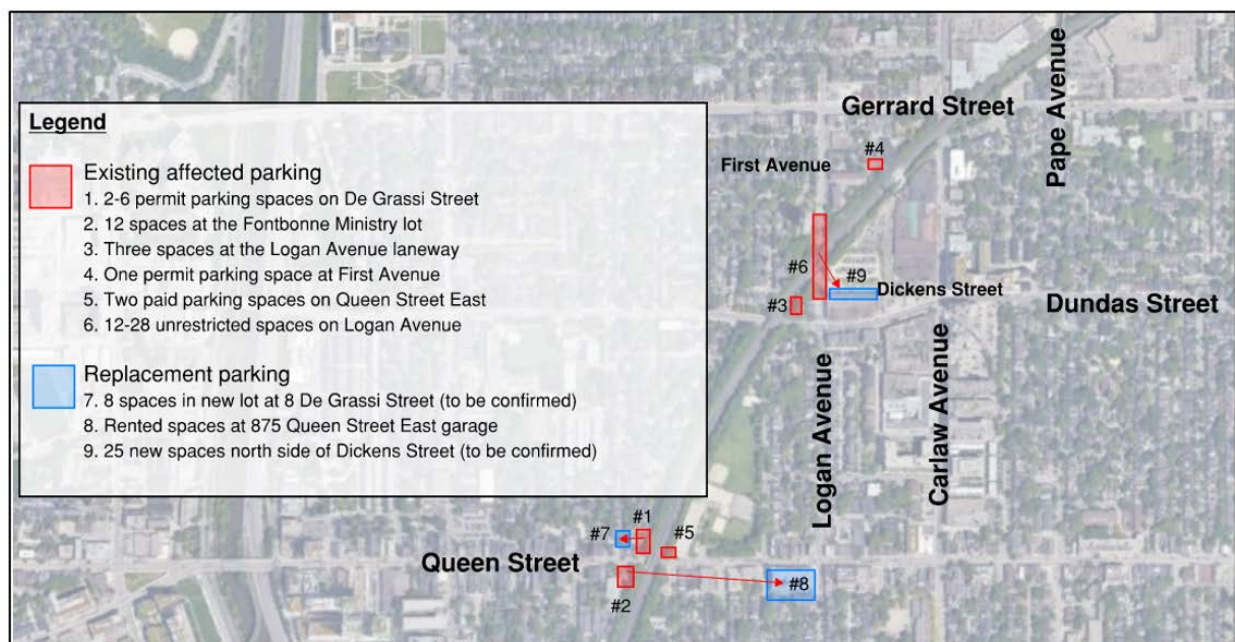 Legend
Existing affected parking
1. 2-6 permit parking spaces on De Grassi Street
2. 12 spaces at the Fontbonne Ministry lot
3. Three spaces at the Logan Avenue laneway
4. One permit parking space at First Avenue
5. Two paid parking spaces on Queen Street East
6. 12-28 unrestricted spaces on Logan Avenue
Replacement parking
7. 8 spaces in new lot at 8 De Grassi Street (to be confirmed)
8. Rented spaces at 875 Queen Street East garage
9. 25 new spaces north side of Dickens Street (to be confirmed)
Gerrard Street
Pape Avenue
#4
First Avenue
#6
#9
Dickens Street
#3
Dundas Street
Logan Avenue
Carlaw Avenue
#1
#7
#5
Queen Street
#8
#2